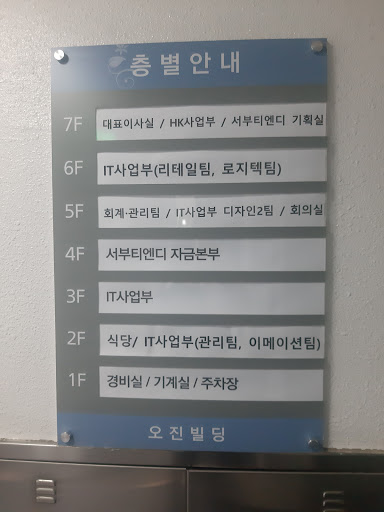 층별안내
7F 대표이사실 / HK사업부 / 서부티엔디 기획실
6F IT사업부(리테일팀, 로지텍팀)
5F 회계·관리팀 / IT사업부 디자인2팀 / 회의실
4F 서부티엔디 자금본부
3F IT사업부
2F 식당/ IT사업부(관리팀, 이메이션팀)
1F 경비실 / 기계실 / 주차장
오진빌딩